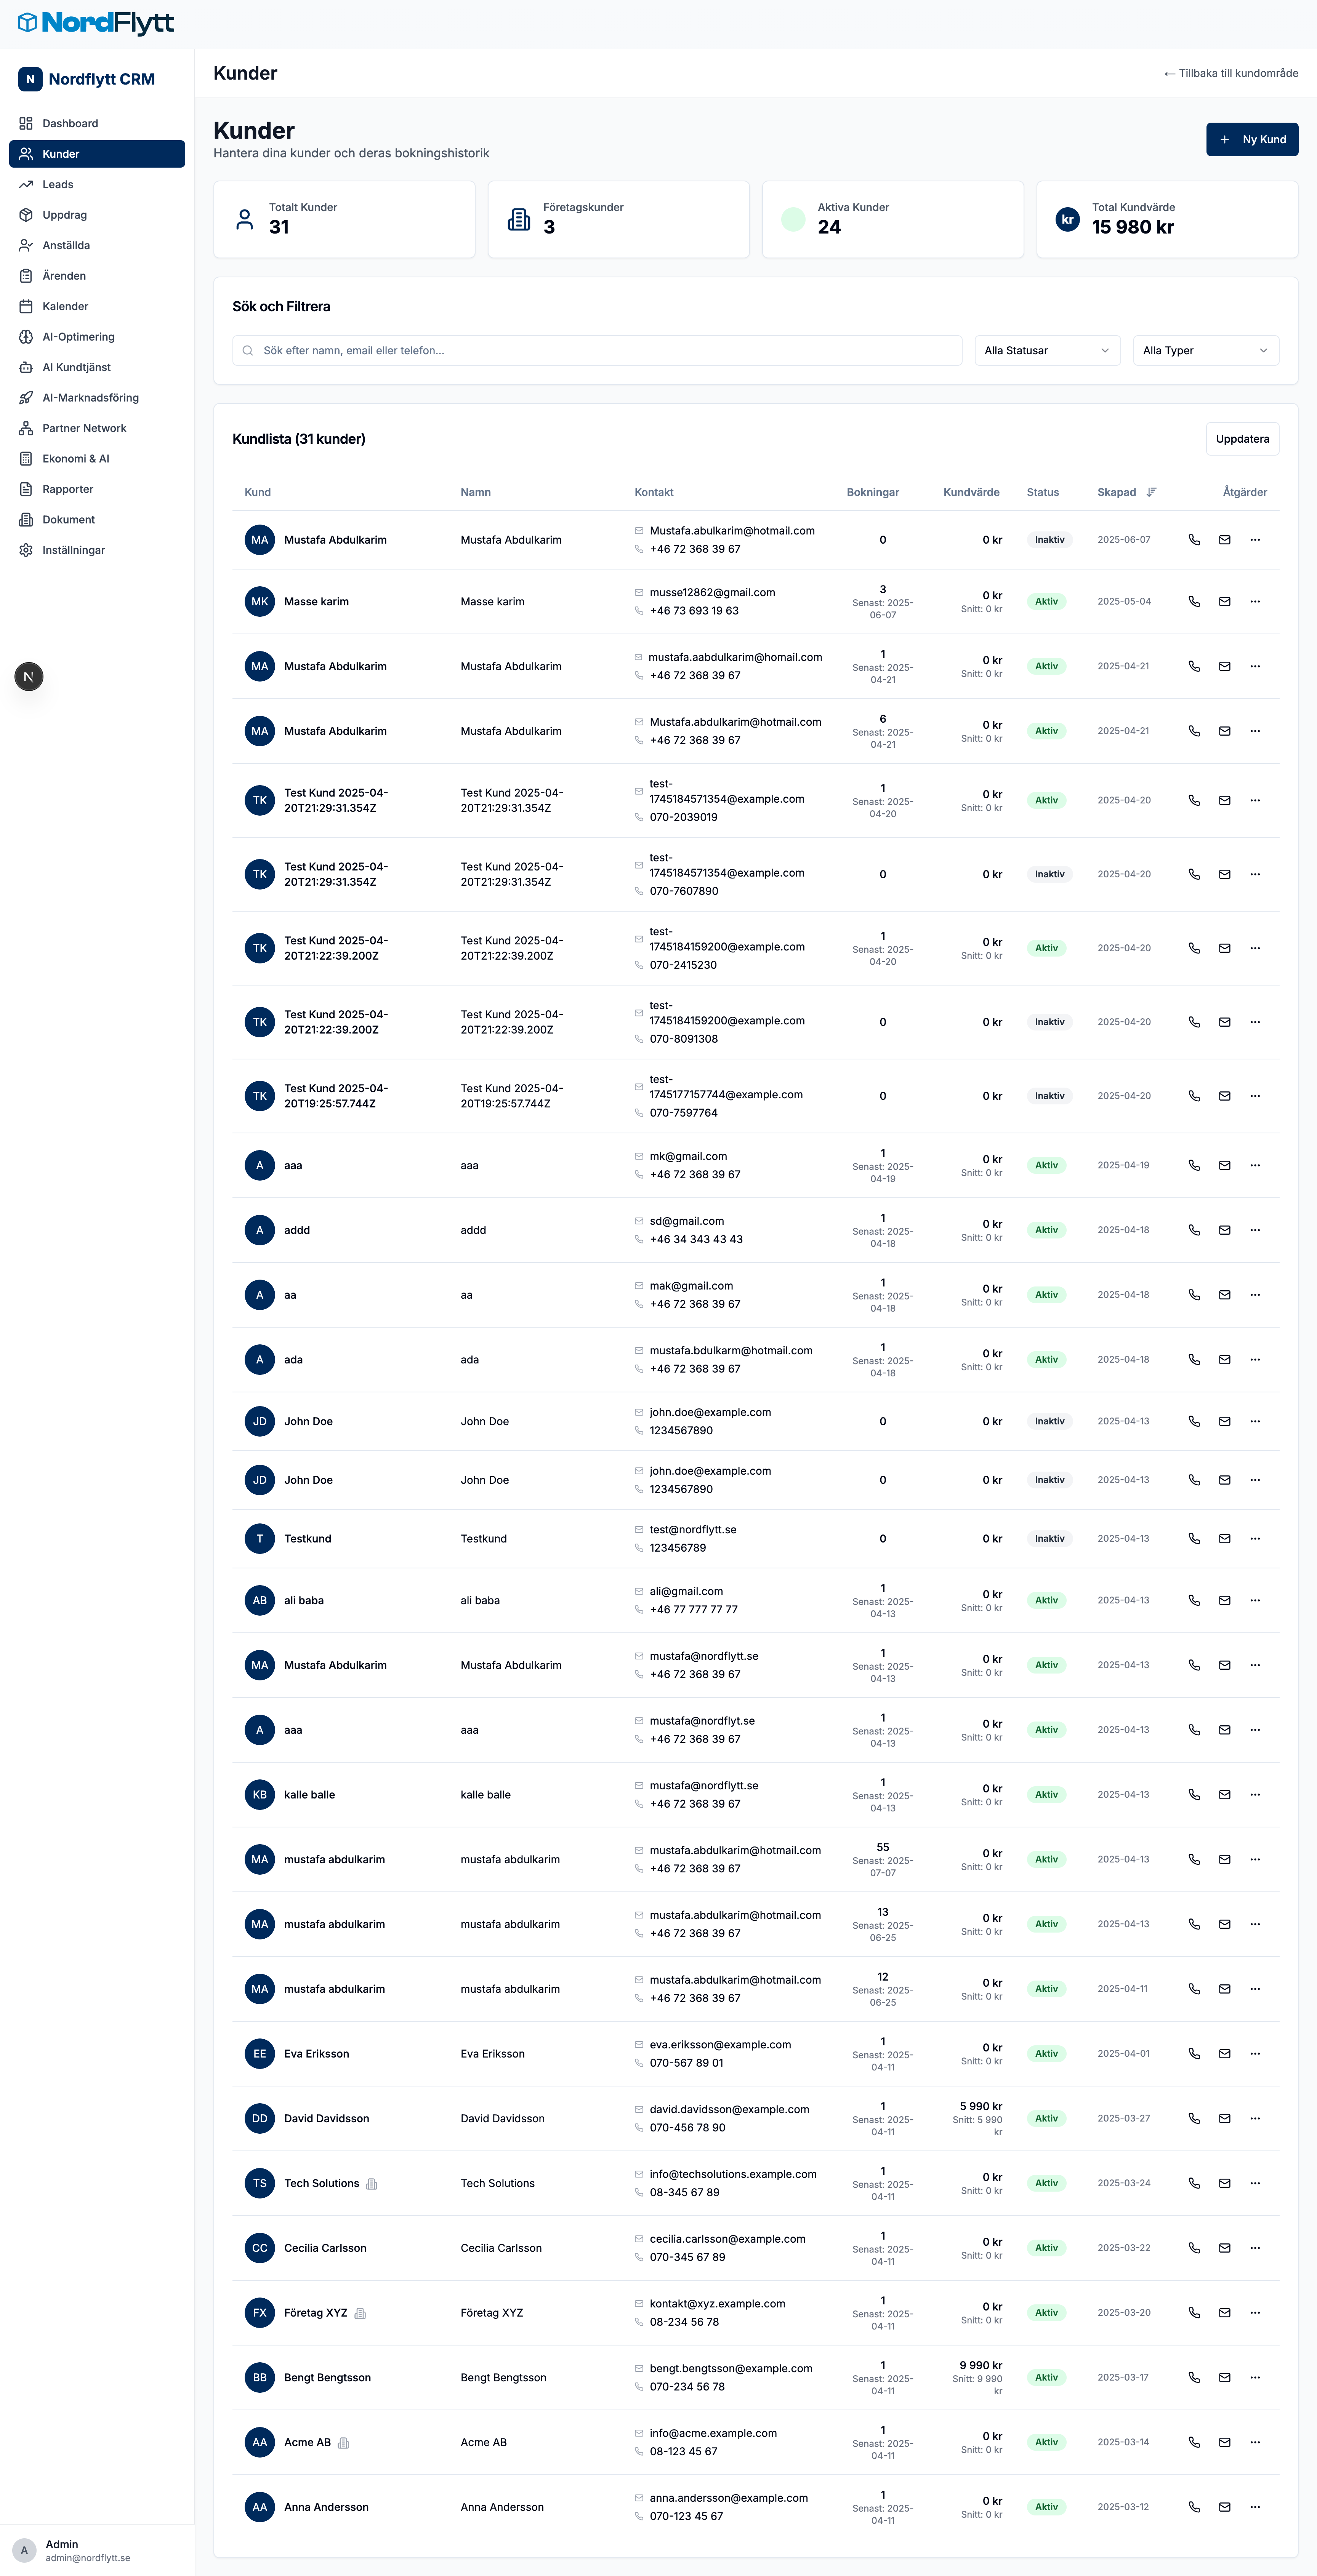 NordFlytt
N Nordflytt CRM
Dashboard
Kunder
Leads
Uppdrag
Anställda
Ärenden
Kalender
AI-Optimering
AI Kundtjänst
AI-Marknadsföring
Partner Network
Ekonomi & AI
Rapporter
Dokument
Inställningar
N
A
Admin
admin@nordflytt.se
Kunder
← Tillbaka till kundområde
Kunder
Hantera dina kunder och deras bokningshistorik
+ Ny Kund
Totalt Kunder
31
Företagskunder
3
Aktiva Kunder
24
kr
Total Kundvärde
15 980 kr
Sök och Filtrera
Sök efter namn, email eller telefon...
Alla Statusar
Alla Typer
Kundlista (31 kunder)
Uppdatera
Kund Namn Kontakt Bokningar Kundvärde Status Skapad Åtgärder
MA Mustafa Abdulkarim Mustafa Abdulkarim
Mustafa.abulkarim@hotmail.com
+46 72 368 39 67
0
0 kr
Inaktiv 2025-06-07
MK Masse karim Masse karim
musse12862@gmail.com
+46 73 693 19 63
3
Senast: 2025-
06-07
0 kr
Snitt: 0 kr
Aktiv 2025-05-04
MA Mustafa Abdulkarim Mustafa Abdulkarim
mustafa.aabdulkarim@homail.com
+46 72 368 39 67
1
Senast: 2025-
04-21
0 kr
Snitt: 0 kr
Aktiv 2025-04-21
MA Mustafa Abdulkarim Mustafa Abdulkarim
Mustafa.abdulkarim@hotmail.com
+46 72 368 39 67
6
Senast: 2025-
04-21
0 kr
Snitt: 0 kr
Aktiv 2025-04-21
TK
Test Kund 2025-04-
20T21:29:31.354Z
Test Kund 2025-04-
20T21:29:31.354Z
test-
1745184571354@example.com
070-2039019
1
Senast: 2025-
04-20
0 kr
Snitt: 0 kr
Aktiv 2025-04-20
TK
Test Kund 2025-04-
20T21:29:31.354Z
Test Kund 2025-04-
20T21:29:31.354Z
test-
1745184571354@example.com
070-7607890
0
0 kr
Inaktiv 2025-04-20
TK
Test Kund 2025-04-
20T21:22:39.200Z
Test Kund 2025-04-
20T21:22:39.200Z
test-
1745184159200@example.com
070-2415230
1
Senast: 2025-
04-20
0 kr
Snitt: 0 kr
Aktiv 2025-04-20
TK
Test Kund 2025-04-
20T21:22:39.200Z
Test Kund 2025-04-
20T21:22:39.200Z
test-
1745184159200@example.com
070-8091308
0
0 kr
Inaktiv 2025-04-20
TK
Test Kund 2025-04-
20T19:25:57.744Z
Test Kund 2025-04-
20T19:25:57.744Z
test-
1745177157744@example.com
070-7597764
0
0 kr
Inaktiv 2025-04-20
A aaa aaa
mk@gmail.com
+46 72 368 39 67
1
Senast: 2025-
04-19
0 kr
Snitt: 0 kr
Aktiv 2025-04-19
A addd addd
sd@gmail.com
+46 34 343 43 43
1
Senast: 2025-
04-18
0 kr
Snitt: 0 kr
Aktiv 2025-04-18
A aa aa
mak@gmail.com
+46 72 368 39 67
1
Senast: 2025-
04-18
0 kr
Snitt: 0 kr
Aktiv 2025-04-18
A ada ada
mustafa.bdulkarm@hotmail.com
+46 72 368 39 67
1
Senast: 2025-
04-18
0 kr
Snitt: 0 kr
Aktiv 2025-04-18
JD John Doe John Doe
john.doe@example.com
1234567890
0
0 kr
Inaktiv 2025-04-13
JD John Doe John Doe
john.doe@example.com
1234567890
0
0 kr
Inaktiv 2025-04-13
T Testkund Testkund
test@nordflytt.se
123456789
0
0 kr
Inaktiv 2025-04-13
AB ali baba ali baba
ali@gmail.com
+46 77 777 77 77
1
Senast: 2025-
04-13
0 kr
Snitt: 0 kr
Aktiv 2025-04-13
MA Mustafa Abdulkarim Mustafa Abdulkarim
mustafa@nordflytt.se
+46 72 368 39 67
1
Senast: 2025-
04-13
0 kr
Snitt: 0 kr
Aktiv 2025-04-13
A aaa aaa
mustafa@nordflyt.se
+46 72 368 39 67
1
Senast: 2025-
04-13
0 kr
Snitt: 0 kr
Aktiv 2025-04-13
KB kalle balle kalle balle
mustafa@nordflytt.se
+46 72 368 39 67
1
Senast: 2025-
04-13
0 kr
Snitt: 0 kr
Aktiv 2025-04-13
MA mustafa abdulkarim mustafa abdulkarim
mustafa.abdulkarim@hotmail.com
+46 72 368 39 67
55
Senast: 2025-
07-07
0 kr
Snitt: 0 kr
Aktiv 2025-04-13
MA mustafa abdulkarim mustafa abdulkarim
mustafa.abdulkarim@hotmail.com
+46 72 368 39 67
13
Senast: 2025-
06-25
0 kr
Snitt: 0 kr
Aktiv 2025-04-13
MA mustafa abdulkarim mustafa abdulkarim
mustafa.abdulkarim@hotmail.com
+46 72 368 39 67
12
Senast: 2025-
06-25
0 kr
Snitt: 0 kr
Aktiv 2025-04-11
EE Eva Eriksson Eva Eriksson
eva.eriksson@example.com
070-567 89 01
1
Senast: 2025-
04-11
0 kr
Snitt: 0 kr
Aktiv 2025-04-01
DD David Davidsson David Davidsson
david.davidsson@example.com
070-456 78 90
1
Senast: 2025-
04-11
5 990 kr
Snitt: 5 990
kr
Aktiv 2025-03-27
TS Tech Solutions Tech Solutions
info@techsolutions.example.com
08-345 67 89
1
Senast: 2025-
04-11
0 kr
Snitt: 0 kr
Aktiv 2025-03-24
CC Cecilia Carlsson Cecilia Carlsson
cecilia.carlsson@example.com
070-345 67 89
1
Senast: 2025-
04-11
0 kr
Snitt: 0 kr
Aktiv 2025-03-22
FX Företag XYZ Företag XYZ
kontakt@xyz.example.com
08-234 56 78
1
Senast: 2025-
04-11
0 kr
Snitt: 0 kr
Aktiv 2025-03-20
BB Bengt Bengtsson Bengt Bengtsson
bengt.bengtsson@example.com
070-234 56 78
1
Senast: 2025-
04-11
9 990 kr
Snitt: 9 990
kr
Aktiv 2025-03-17
AA Acme AB Acme AB
info@acme.example.com
08-123 45 67
1
Senast: 2025-
04-11
0 kr
Snitt: 0 kr
Aktiv 2025-03-14
AA Anna Andersson Anna Andersson
anna.andersson@example.com
070-123 45 67
1
Senast: 2025-
04-11
0 kr
Snitt: 0 kr
Aktiv 2025-03-12